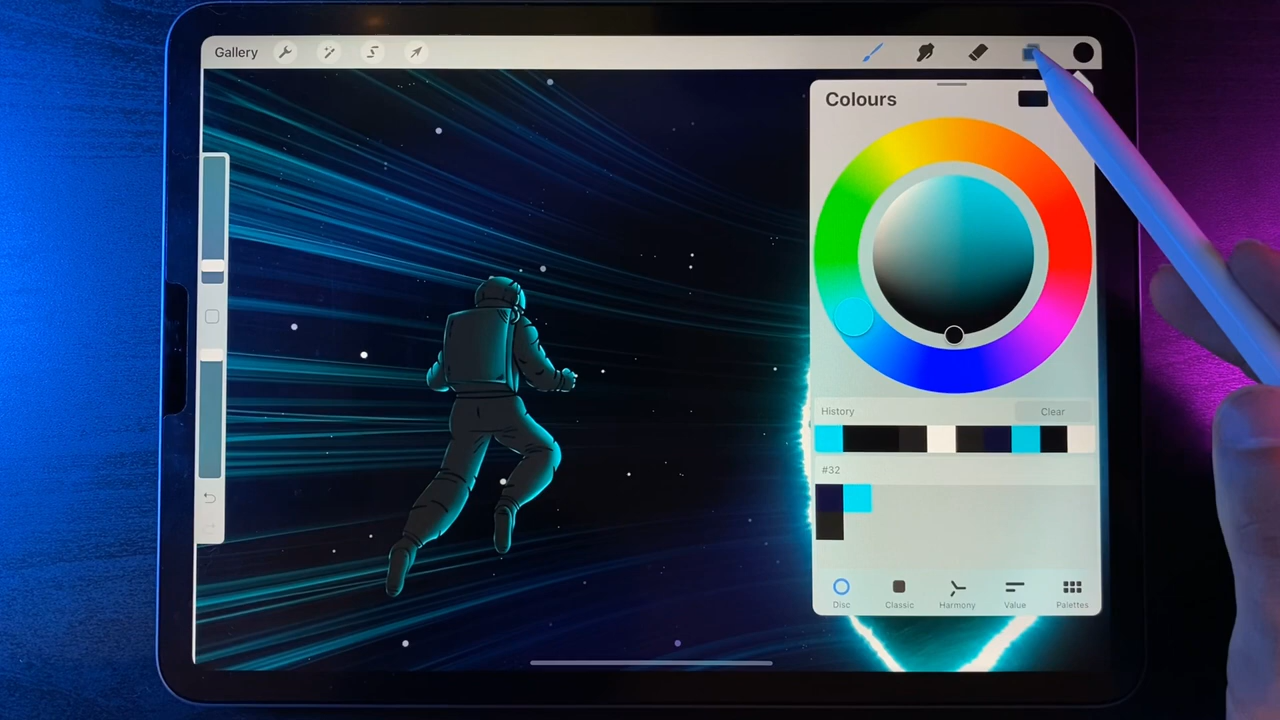 Gallery
Colours
History
Clear
#32
Disc
Classic
Harmony
Value
Palettes